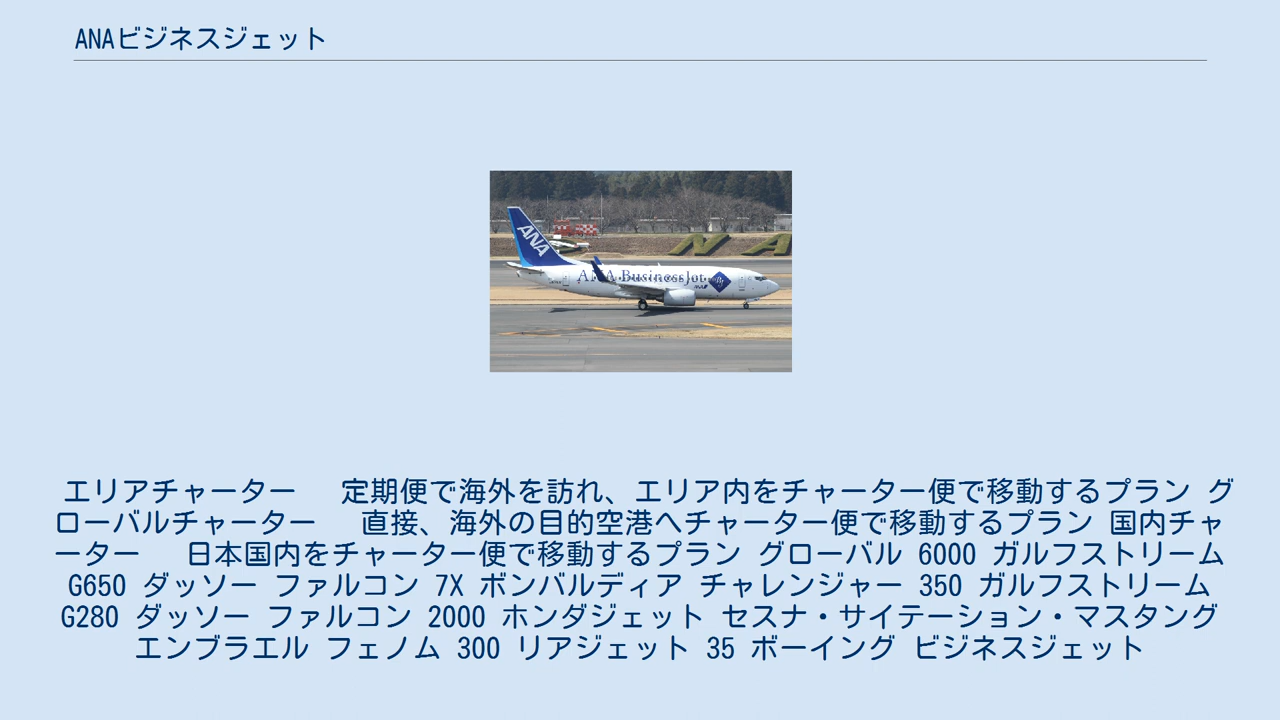 ANAビジネスジェット
ANA
N A
ANA BusinessJet
エリアチャーター　 定期便で海外を訪れ、エリア内をチャーター便で移動するプラン グ
ローバルチャーター　 直接、海外の目的空港へチャーター便で移動するプラン 国内チャ
ーター　 日本国内をチャーター便で移動するプラン グローバル 6000 ガルフストリーム
G650 ダッソー ファルコン 7X ボンバルディア チャレンジャー 350 ガルフストリーム
G280 ダッソー ファルコン 2000 ホンダジェット セスナ・サイテーション・マスタング
エンブラエル フェノム 300 リアジェット 35 ボーイング ビジネスジェット